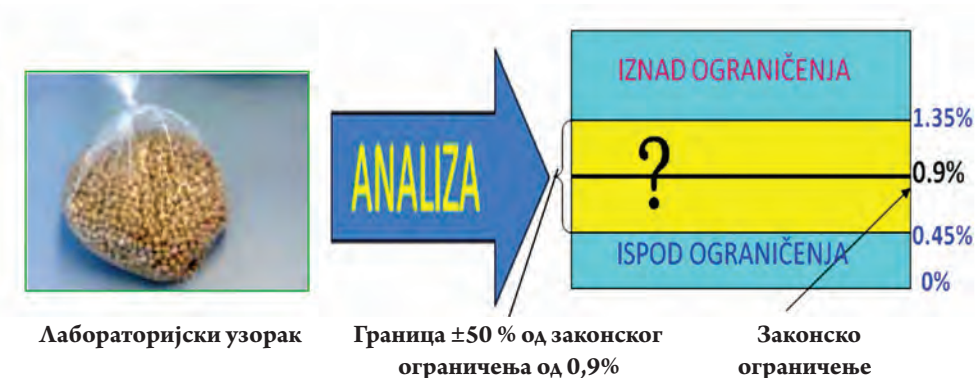 IZNAD OGRANIČENJA
1.35%
ANALIZA
?
0.9%
0.45%
ISPOD OGRANIČENJA
0%
Лабораторијски узорак
Граница ±50 % од законског
ограничења од 0,9%
Законско
ограничење